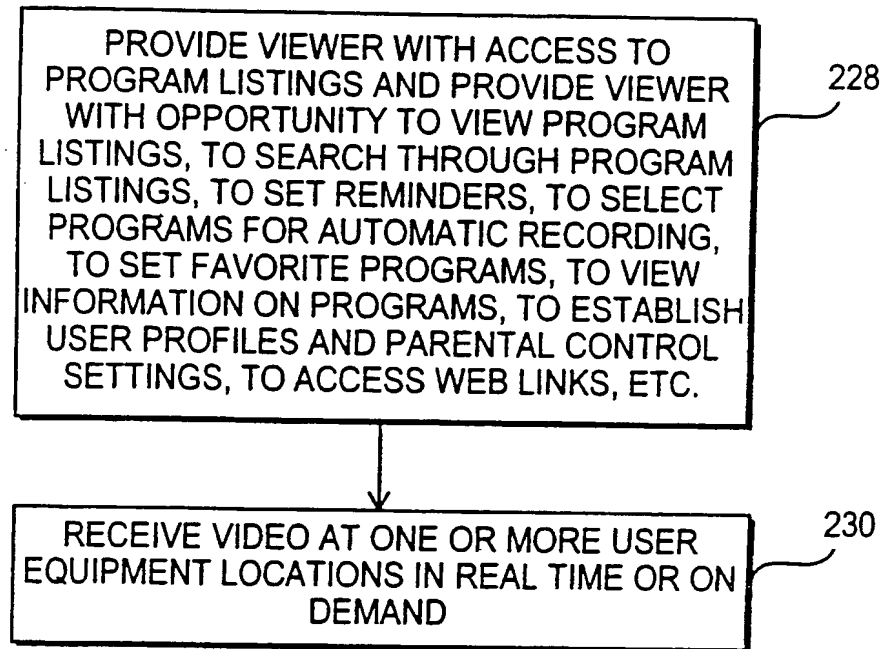 PROVIDE VIEWER WITH ACCESS TO
PROGRAM LISTINGS AND PROVIDE VIEWER
WITH OPPORTUNITY TO VIEW PROGRAM
LISTINGS, TO SEARCH THROUGH PROGRAM
LISTINGS, TO SET REMINDERS, TO SELECT
PROGRAMS FOR AUTOMATIC RECORDING,
TO SET FAVORITE PROGRAMS, TO VIEW
INFORMATION ON PROGRAMS, TO ESTABLISH
USER PROFILES AND PARENTAL CONTROL
SETTINGS, TO ACCESS WEB LINKS, ETC.
228
RECEIVE VIDEO AT ONE OR MORE USER
EQUIPMENT LOCATIONS IN REAL TIME OR ON
DEMAND
230